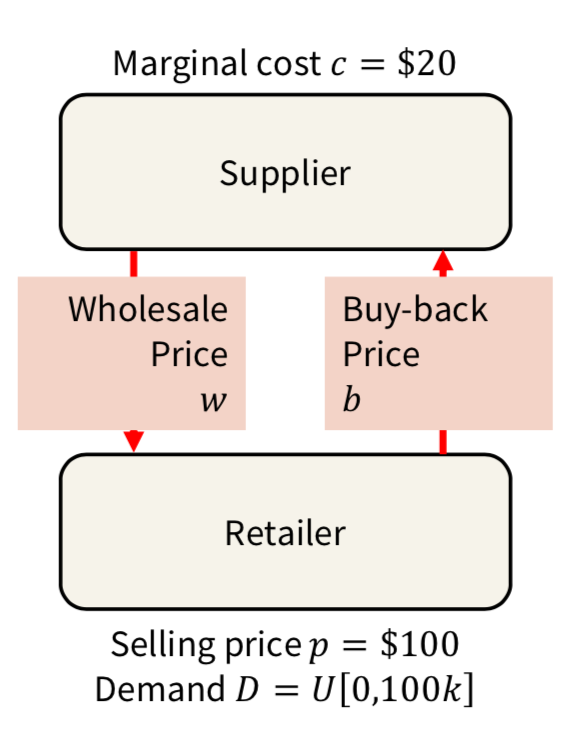 Marginal cost c = $20
Supplier
Wholesale
Price
w
Buy-back
Price
b
Retailer
Selling price p = $100
Demand D = U[0,100k]